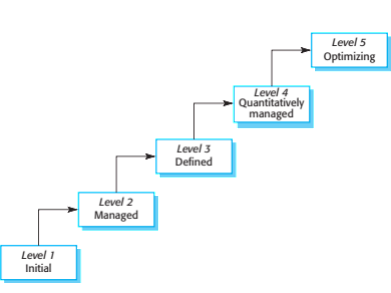 Level 5
Optimizing
Level 4
Quantitatively
managed
Level 3
Defined
Level 2
Managed
Level 1
Initial